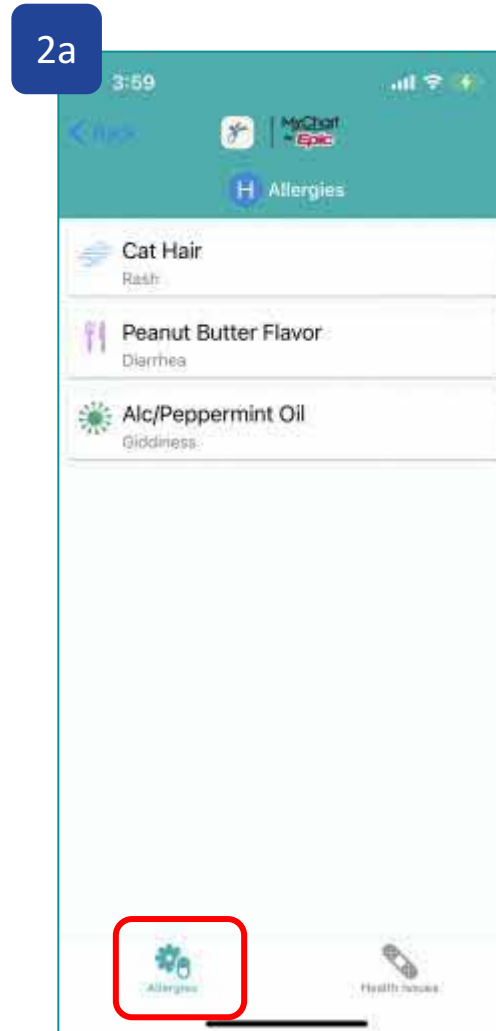 2a
3:59
< Back
MyChart
Epic
H Allergies
Cat Hair
Rash
Peanut Butter Flavor
Diarrhea
Alc/Peppermint Oil
Giddiness
Allergies
Health Issues